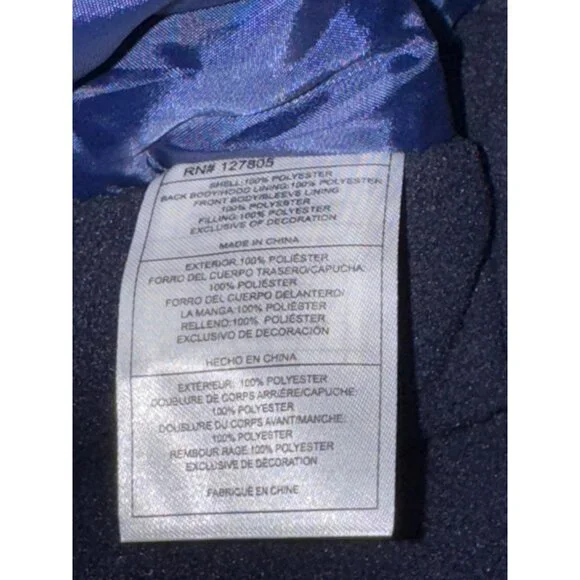 RN# 127805
SHELL:100% POLYESTER
BACK BODY/HOOD LINING:100% POLYESTER
FRONT BODY/SLEEVE LINING
100% POLYESTER
FILLING:100% POLYESTER
EXCLUSIVE OF DECORATION
MADE IN CHINA
EXTERIOR:100% POLIÉSTER
FORRO DEL CUERPO TRASERO/CAPUCHA:
100% POLIÉSTER
FORRO DEL CUERPO DELANTERO/
LA MANGA:100% POLIÉSTER
RELLENO:100% POLIÉSTER
EXCLUSIVO DE DECORACIÓN
HECHO EN CHINA
EXTÉRIEUR: 100% POLYESTER
DOUBLURE DE CORPS ARRIÈRE/CAPUCHE:
100% POLYESTER
DOUBLURE DU CORPS AVANT/MANCHE:
100% POLYESTER
REMBOUR RAGE:100% POLYESTER
EXCLUSIVE DE DÉCORATION
FABRIQUÉ EN CHINE